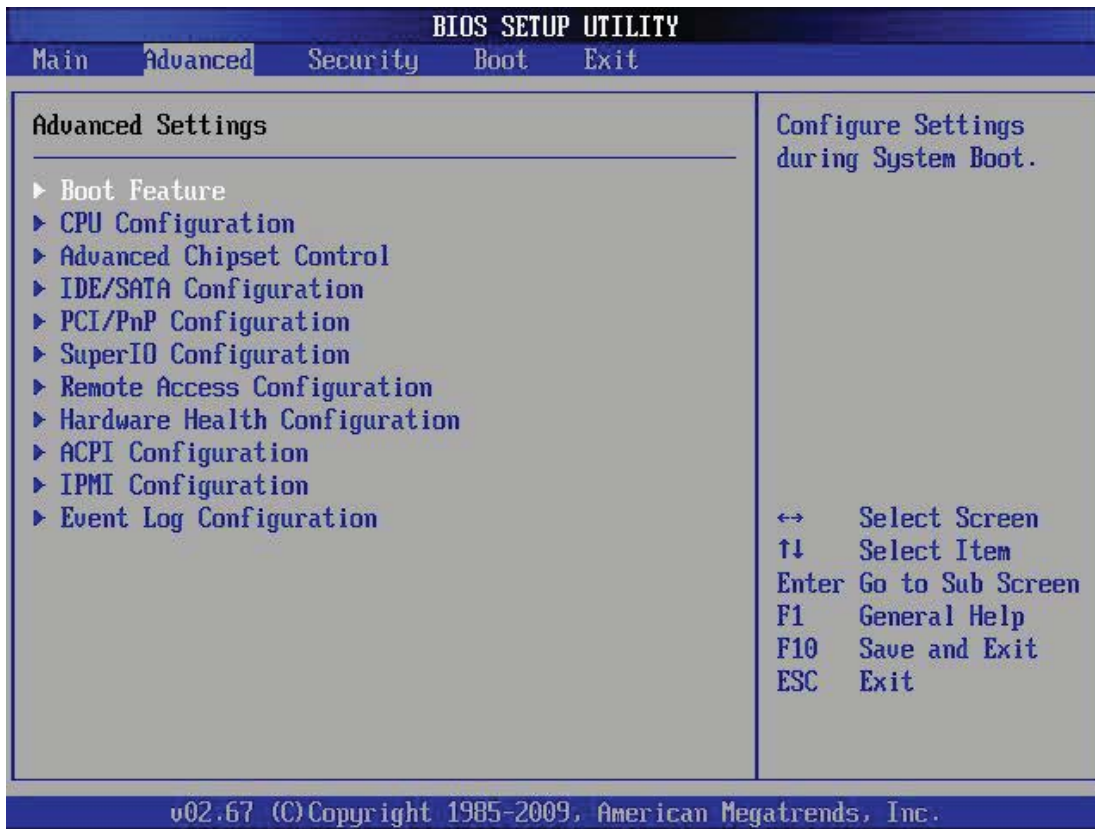 BIOS SETUP UTILITY
Main Advanced Security Boot Exit
Advanced Settings
▶ Boot Feature
▶ CPU Configuration
▶ Advanced Chipset Control
▶ IDE/SATA Configuration
▶ PCI/PnP Configuration
▶ SuperIO Configuration
▶ Remote Access Configuration
▶ Hardware Health Configuration
▶ ACPI Configuration
▶ IPMI Configuration
▶ Event Log Configuration
Configure Settings
during System Boot.
↔ Select Screen
↑↓ Select Item
Enter Go to Sub Screen
F1 General Help
F10 Save and Exit
ESC Exit
v02.67 (C)Copyright 1985-2009, American Megatrends, Inc.